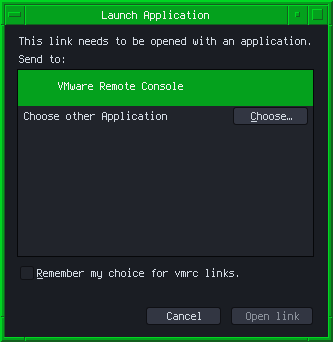 Launch Application
This link needs to be opened with an application.
Send to:
VMware Remote Console
Choose other Application
Choose…
Remember my choice for vmrc links.
Cancel
Open link